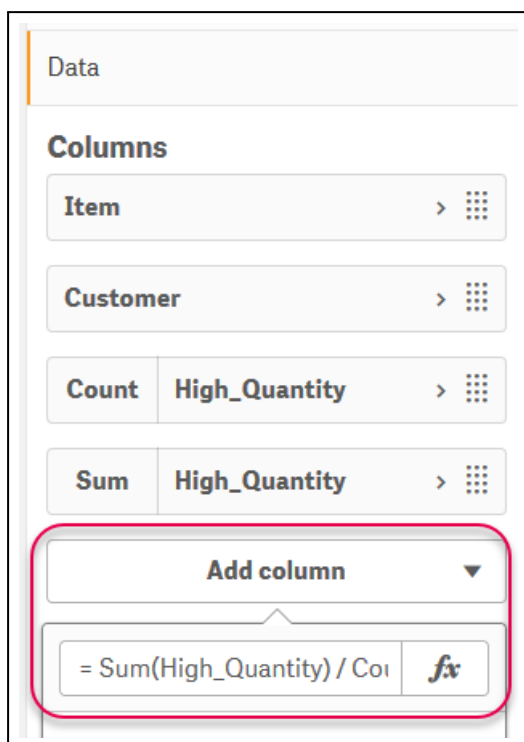 Data
Columns
Item
Customer
Count High_Quantity
Sum High_Quantity
Add column
= Sum(High_Quantity) / Cou fx